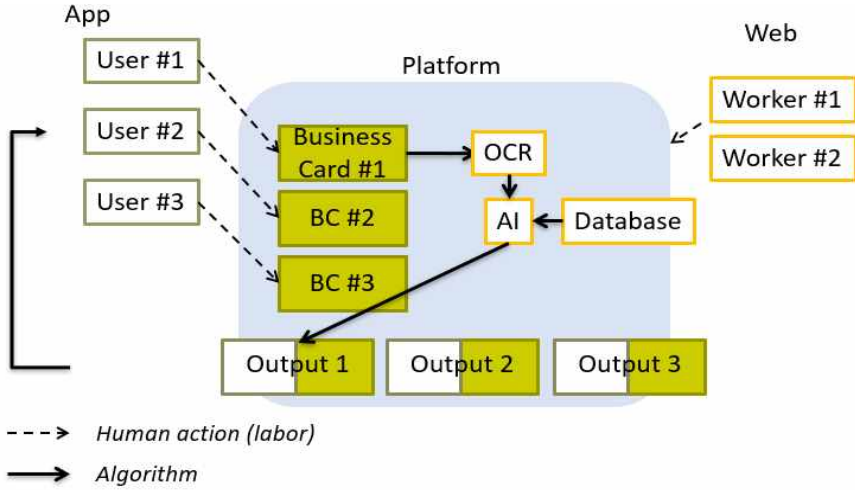 App
User #1
User #2
User #3
Platform
Business
Card #1
BC #2
BC #3
OCR
AI
Database
Output 1
Output 2
Output 3
Web
Worker #1
Worker #2
Human action (labor)
Algorithm